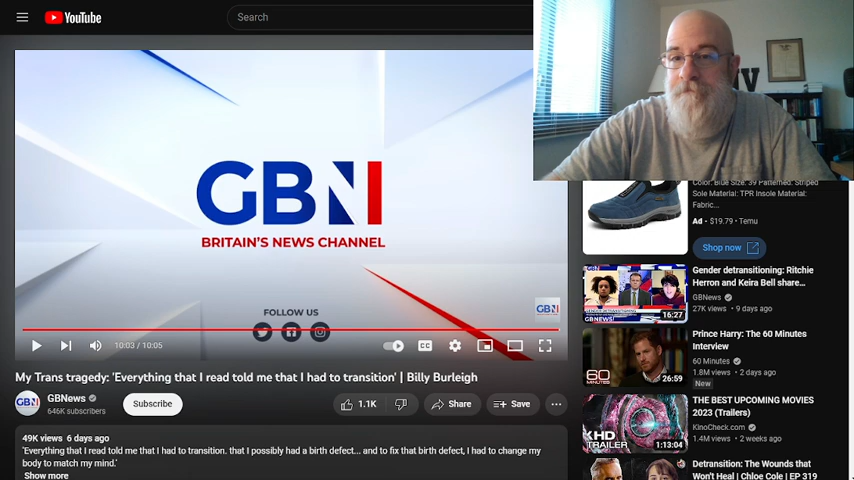 YouTube
Search
GBN
BRITAIN'S NEWS CHANNEL
FOLLOW US
GBN
10:03 / 10:05
CC
My Trans tragedy: 'Everything that I read told me that I had to transition' | Billy Burleigh
GBNews
646K subscribers
Subscribe
1.1K
Share
Save
49K views 6 days ago
'Everything that I read told me that I had to transition. that I possibly had a birth defect... and to fix that birth defect, I had to change my
body to match my mind.'
Show more
V
Color: Blue Size: 39 Patterned: Striped
Sole Material: TPR Insole Material:
Fabric...
Ad · $19.79 · Temu
Shop now
GBNEWS
16:27
Gender detransitioning: Ritchie
Herron and Keira Bell share...
GBNews
27K views · 9 days ago
60
MINUTES
26:59
Prince Harry: The 60 Minutes
Interview
60 Minutes
1.8M views · 2 days ago
New
KHD
TRAILER
1:13:04
THE BEST UPCOMING MOVIES
2023 (Trailers)
KinoCheck.com
1.4M views · 2 weeks ago
Detransition: The Wounds that
Won't Heal | Chloe Cole | EP 319